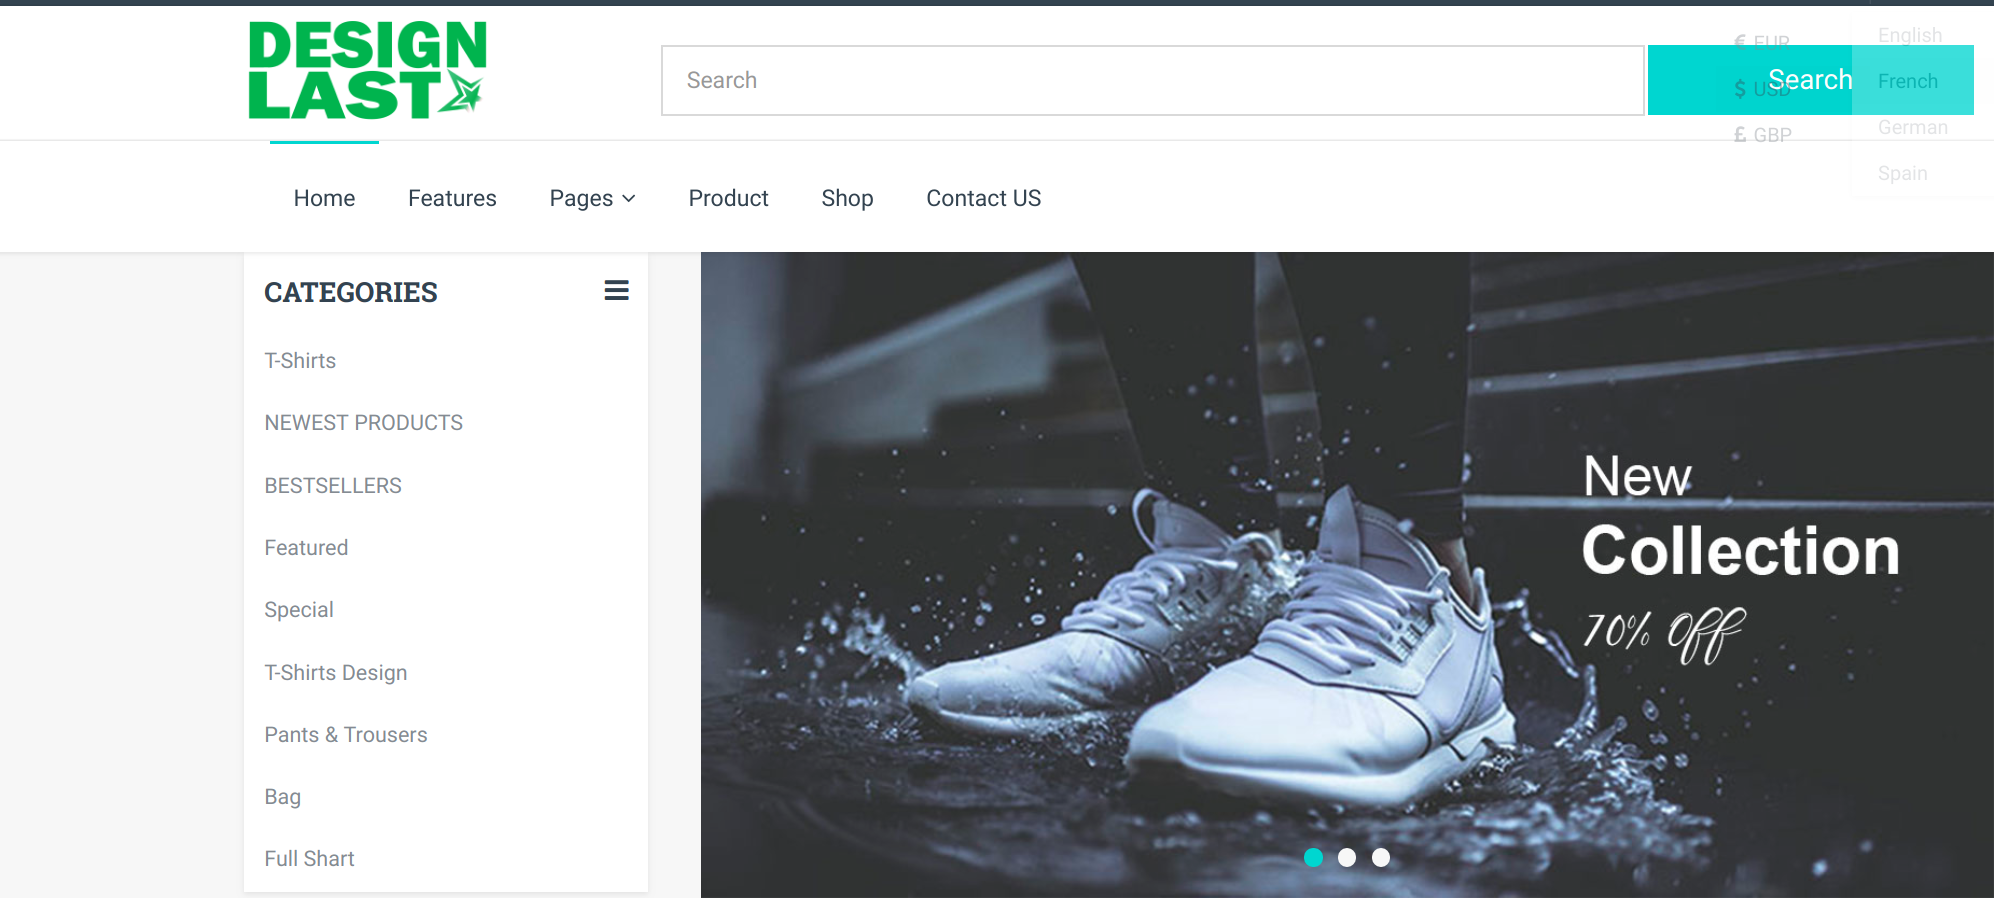 DESIGN
LAST
Search
Search
€ EUR
$ USD
£ GBP
English
French
German
Spain
Home
Features
Pages
Product
Shop
Contact US
CATEGORIES
T-Shirts
NEWEST PRODUCTS
BESTSELLERS
Featured
Special
T-Shirts Design
Pants & Trousers
Bag
Full Shart
New
Collection
70% Off